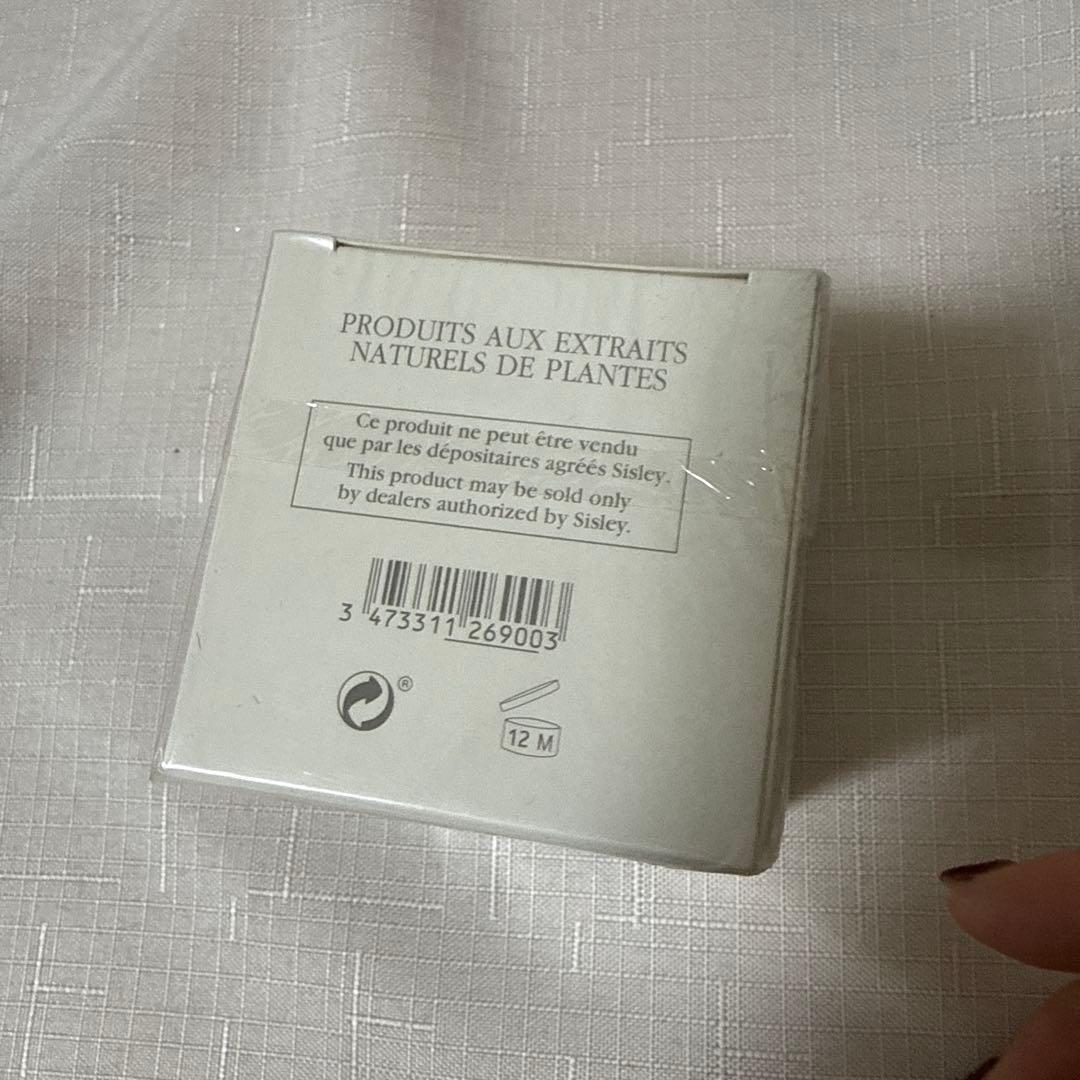 PRODUITS AUX EXTRAITS
NATURELS DE PLANTES
Ce produit ne peut être vendu
que par les dépositaires agréés Sisley.
This product may be sold only
by dealers authorized by Sisley.
3 473311 269003
®
12 M